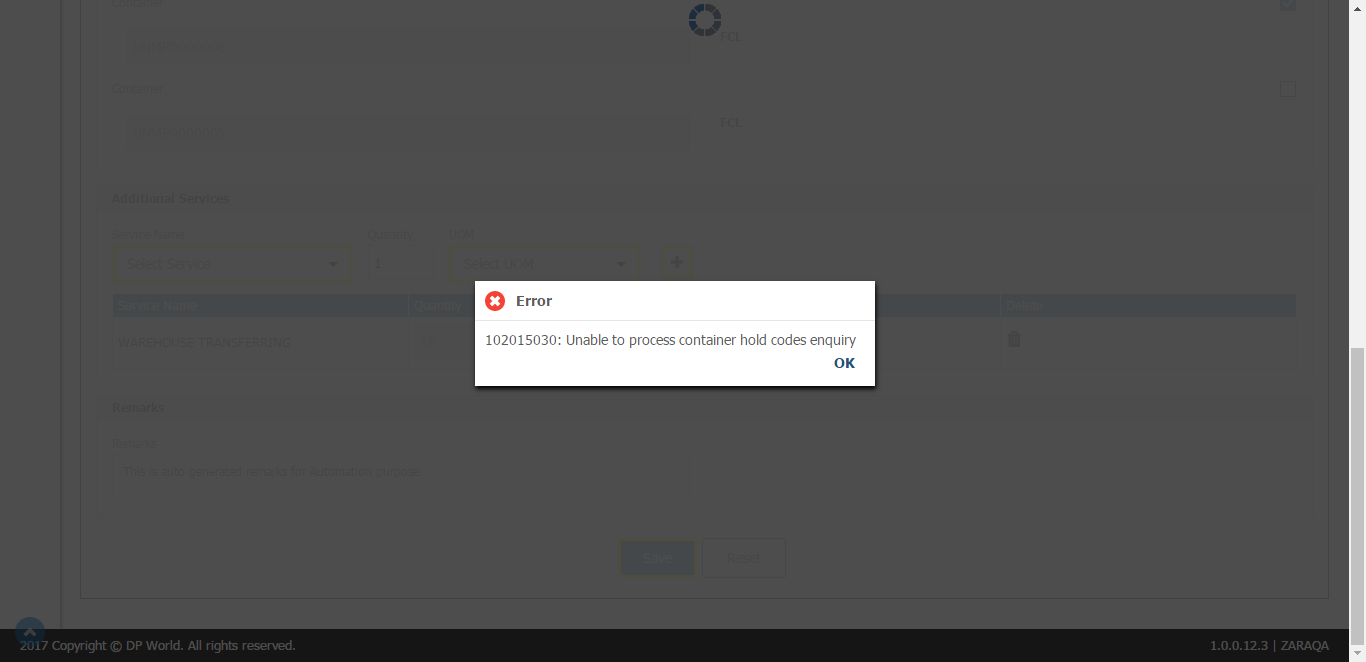 Container
FCL
Container
FCL
Additional Services
Service Name Quantity UOM
Select Service 1 Select UOM
Service Name Quantity Delete
WAREHOUSE TRANSFERRING 10
Error
102015030: Unable to process container hold codes enquiry
OK
Remarks
Remarks
This is auto generated remarks for Automation purpose
Save Reset
2017 Copyright © DP World. All rights reserved. 1.0.0.12.3 | ZARAQA